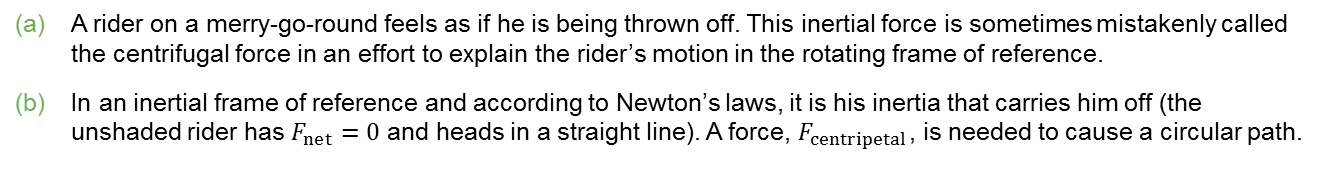 (a) A rider on a merry-go-round feels as if he is being thrown off. This inertial force is sometimes mistakenly called
the centrifugal force in an effort to explain the rider’s motion in the rotating frame of reference.
(b) In an inertial frame of reference and according to Newton’s laws, it is his inertia that carries him off (the
unshaded rider has F_net = 0 and heads in a straight line). A force, F_centripetal, is needed to cause a circular path.